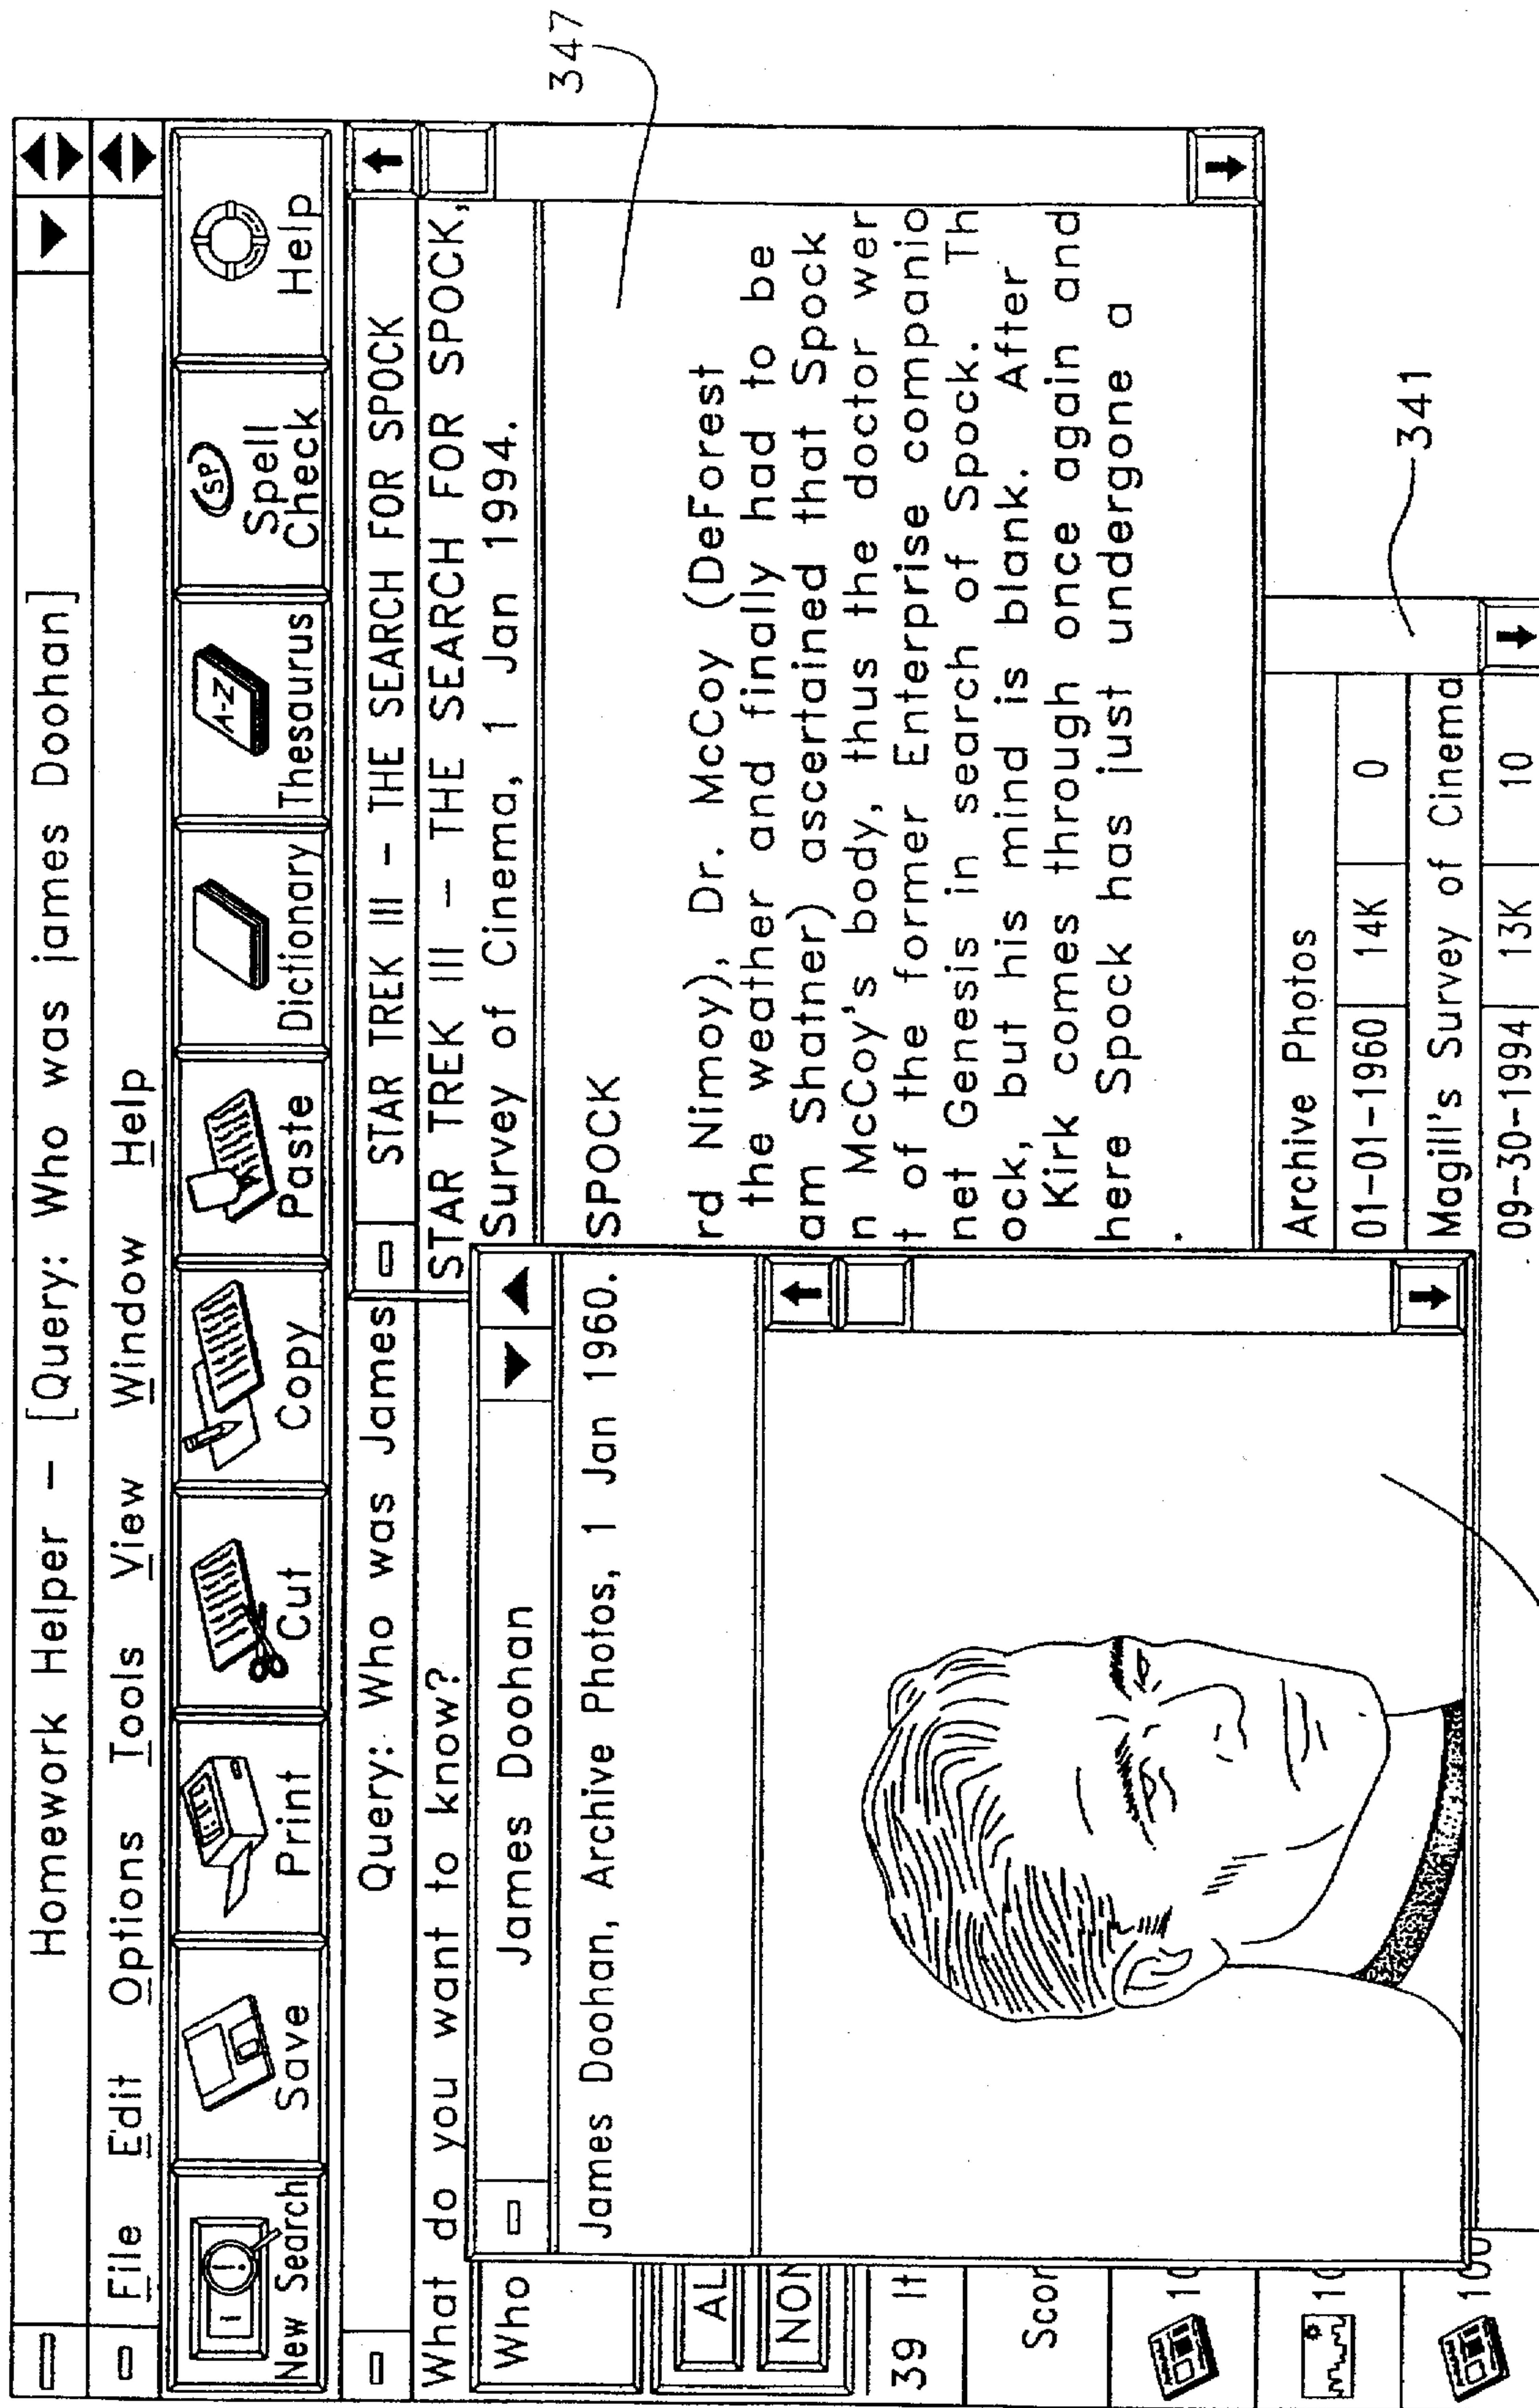 Homework Helper – [Query: Who was james Doohan]
File Edit Options Tools View Window Help
New Search Save Print Cut Copy Paste Dictionary Thesaurus Spell Check Help
A-Z
SP
Query: Who was James
STAR TREK III – THE SEARCH FOR SPOCK
What do you want to know?
STAR TREK III – THE SEARCH FOR SPOCK,
Survey of Cinema, 1 Jan 1994.
Who
James Doohan
James Doohan, Archive Photos, 1 Jan 1960.
SPOCK
rd Nimoy), Dr. McCoy (DeForest
the weather and finally had to be
am Shatner) ascertained that Spock
n McCoy's body, thus the doctor wer
t of the former Enterprise companio
net Genesis in search of Spock. Th
ock, but his mind is blank. After
Kirk comes through once again and
here Spock has just undergone a
.
347
AL
NON
39 It
Scor
10
10
100
Archive Photos
01-01-1960 14K 0
Magill's Survey of Cinema
09-30-1994 13K 10
341